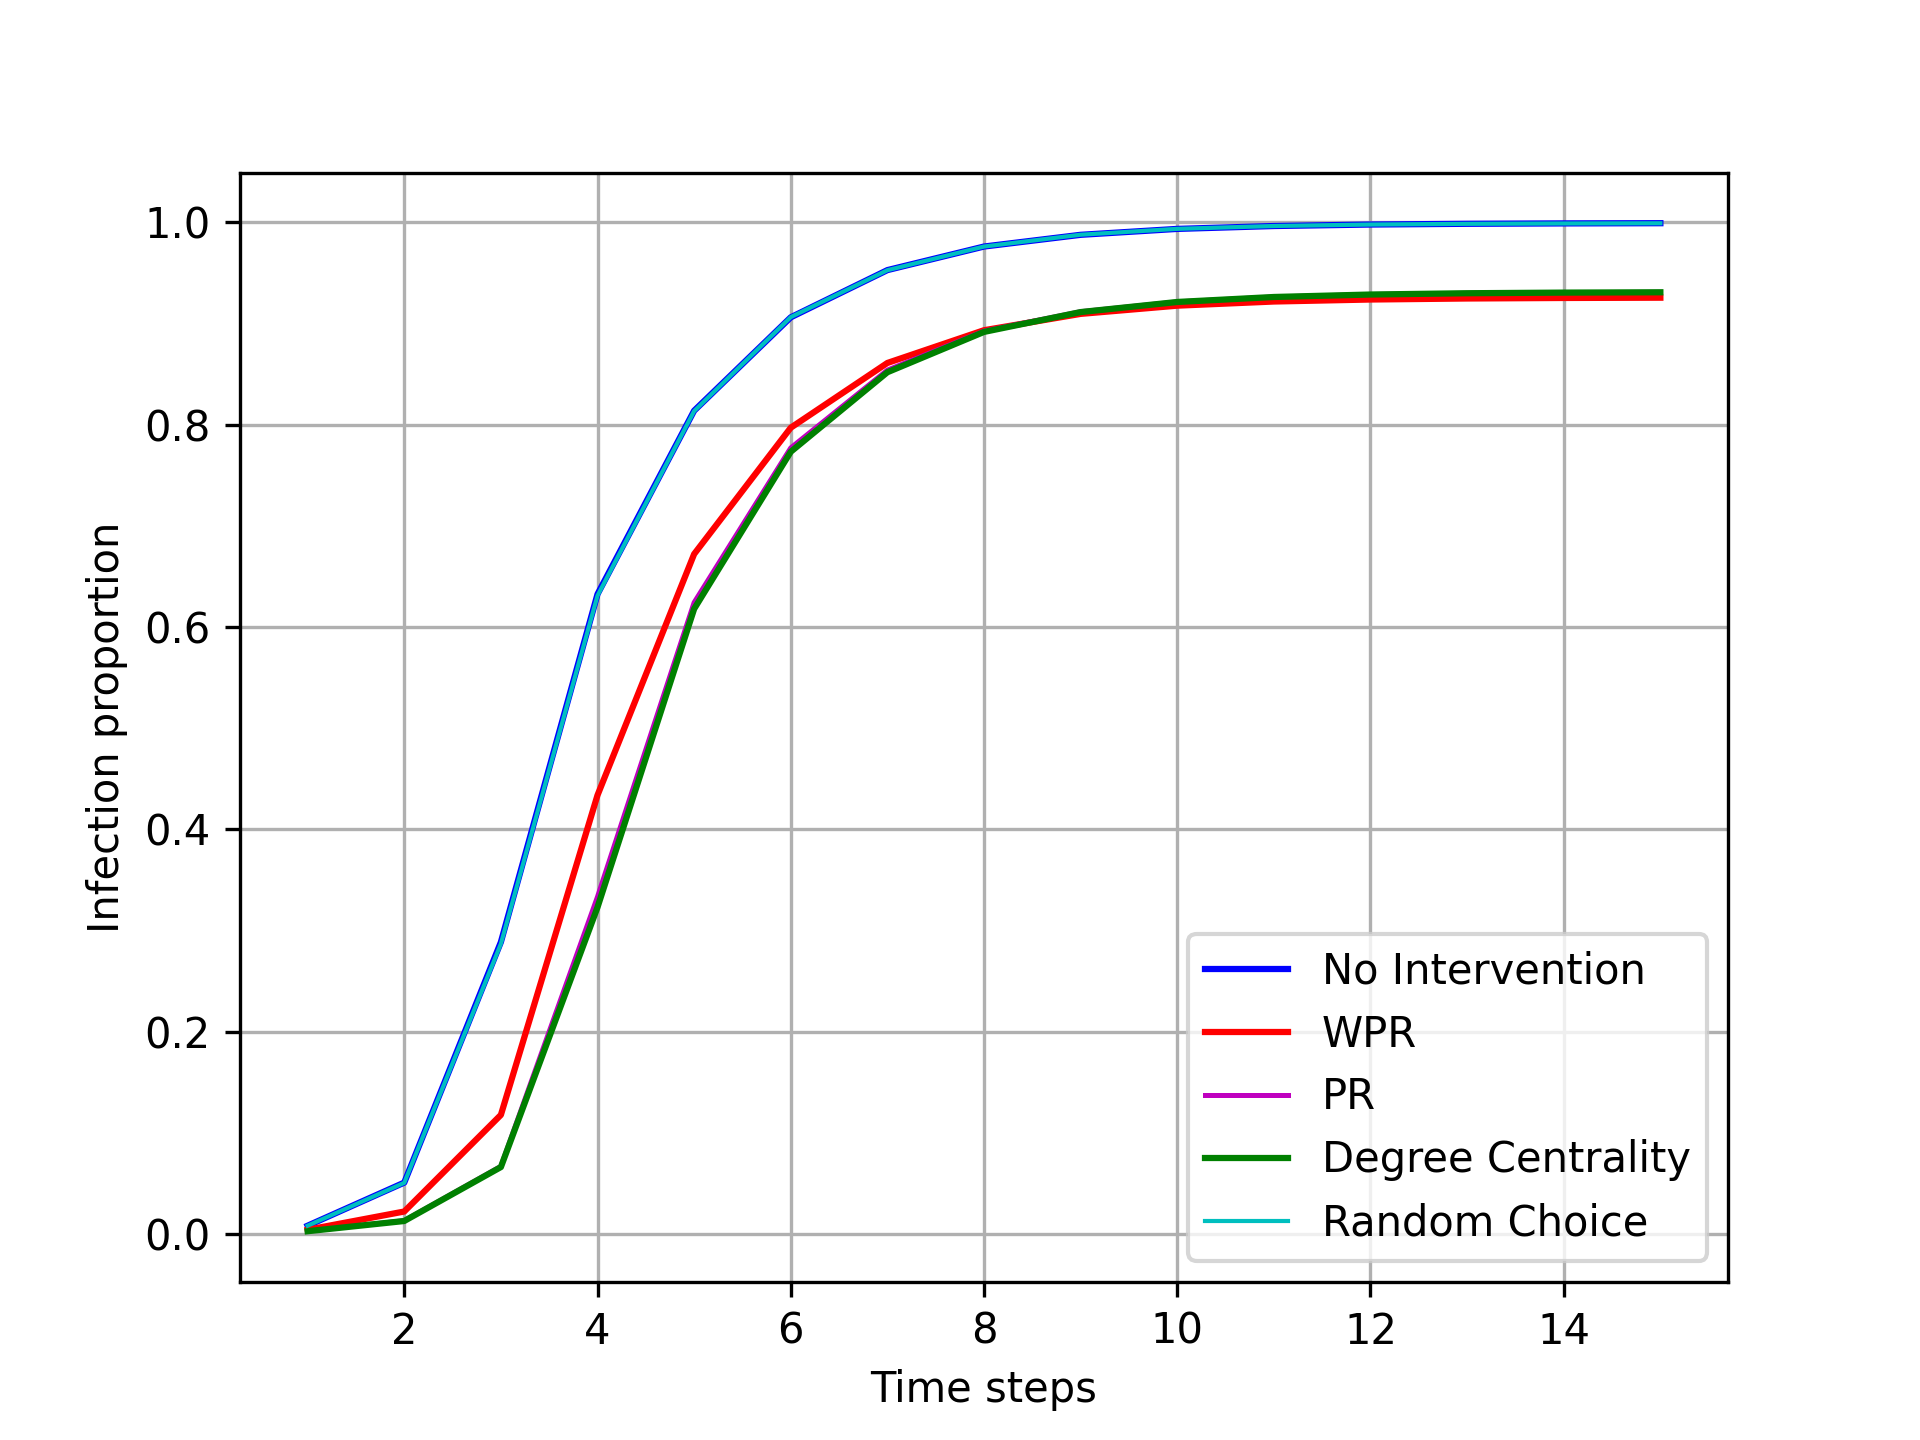 1.0
0.8
0.6
0.4
0.2
0.0
Infection proportion
2 4 6 8 10 12 14
Time steps
No Intervention
WPR
PR
Degree Centrality
Random Choice